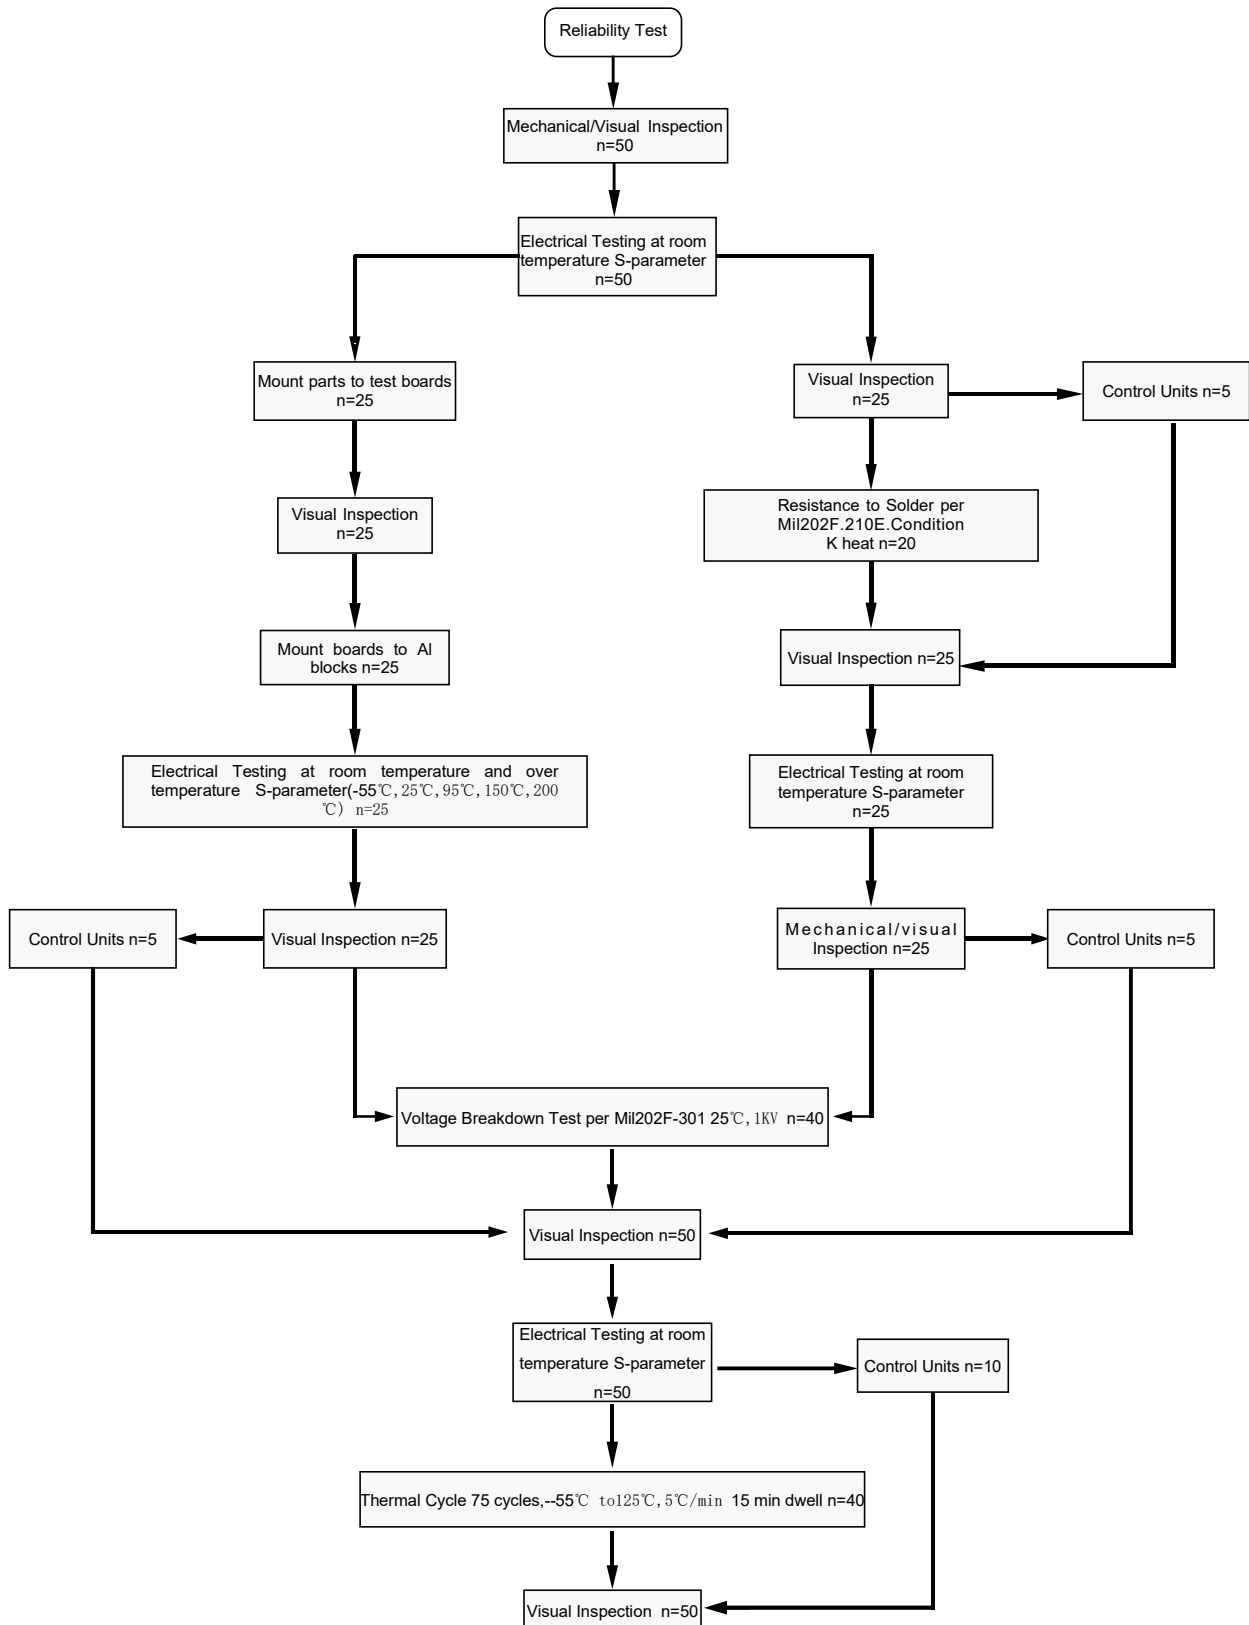 Reliability Test
Mechanical/Visual Inspection
n=50
Electrical Testing at room
temperature S-parameter
n=50
Mount parts to test boards
n=25
Visual Inspection
n=25
Control Units n=5
Visual Inspection
n=25
Resistance to Solder per
Mil202F.210E.Condition
K heat n=20
Mount boards to Al
blocks n=25
Visual Inspection n=25
Electrical Testing at room temperature and over
temperature S-parameter(-55℃,25℃,95℃,150℃,200
℃) n=25
Electrical Testing at room
temperature S-parameter
n=25
Control Units n=5
Visual Inspection n=25
Mechanical/visual
Inspection n=25
Control Units n=5
Voltage Breakdown Test per Mil202F-301 25℃,1KV n=40
Visual Inspection n=50
Electrical Testing at room
temperature S-parameter
n=50
Control Units n=10
Thermal Cycle 75 cycles,--55℃ to125℃,5℃/min 15 min dwell n=40
Visual Inspection n=50